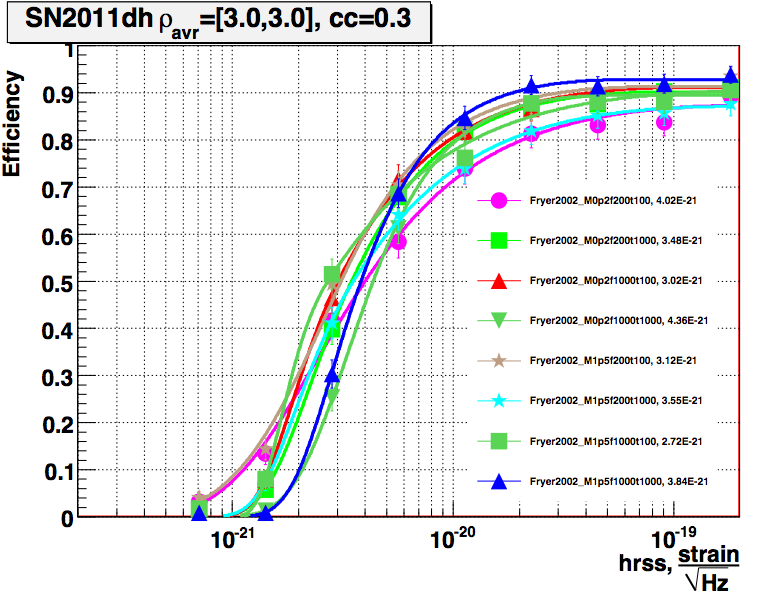 SN2011dh ρavr=[3.0,3.0], cc=0.3
Efficiency
1
0.9
0.8
0.7
0.6
0.5
0.4
0.3
0.2
0.1
0
Fryer2002_M0p2f200t100, 4.02E-21
Fryer2002_M0p2f200t1000, 3.48E-21
Fryer2002_M0p2f1000t100, 3.02E-21
Fryer2002_M0p2f1000t1000, 4.36E-21
Fryer2002_M1p5f200t100, 3.12E-21
Fryer2002_M1p5f200t1000, 3.55E-21
Fryer2002_M1p5f1000t100, 2.72E-21
Fryer2002_M1p5f1000t1000, 3.84E-21
10^-21 10^-20 10^-19
hrss, strain/√Hz